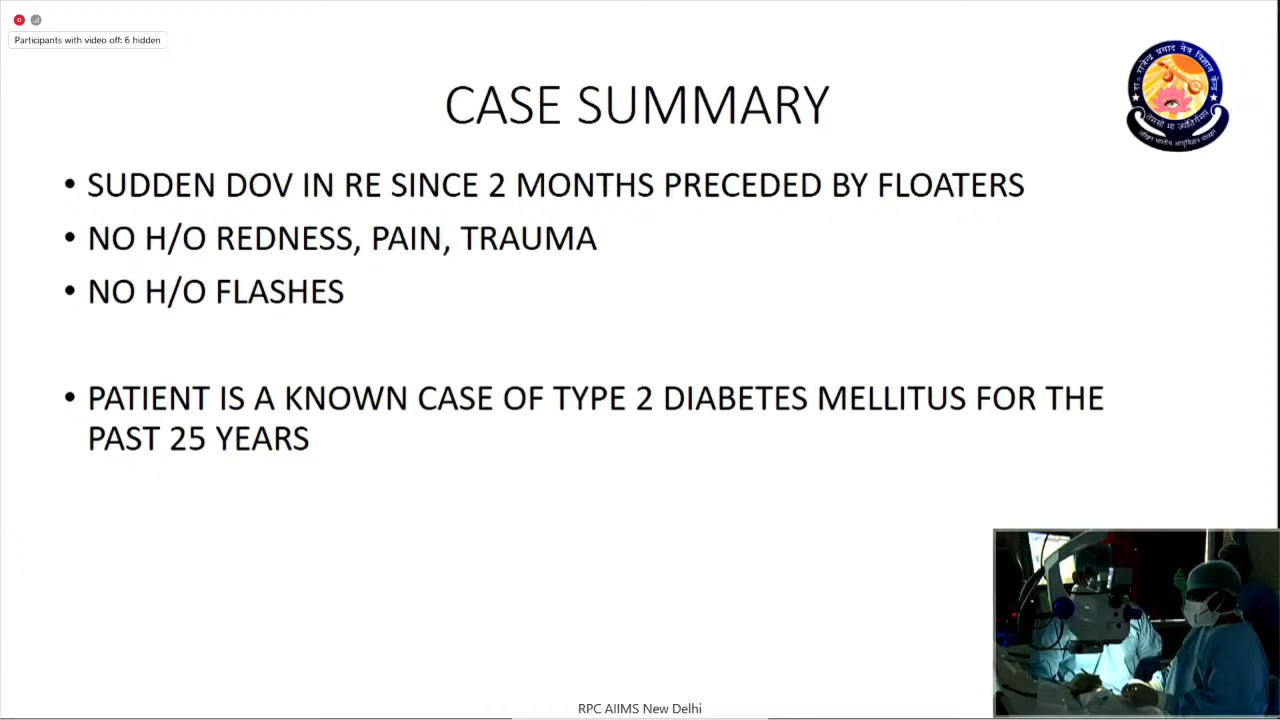 Participants with video off: 6 hidden
CASE SUMMARY
• SUDDEN DOV IN RE SINCE 2 MONTHS PRECEDED BY FLOATERS
• NO H/O REDNESS, PAIN, TRAUMA
• NO H/O FLASHES
• PATIENT IS A KNOWN CASE OF TYPE 2 DIABETES MELLITUS FOR THE
PAST 25 YEARS
RPC AIIMS New Delhi